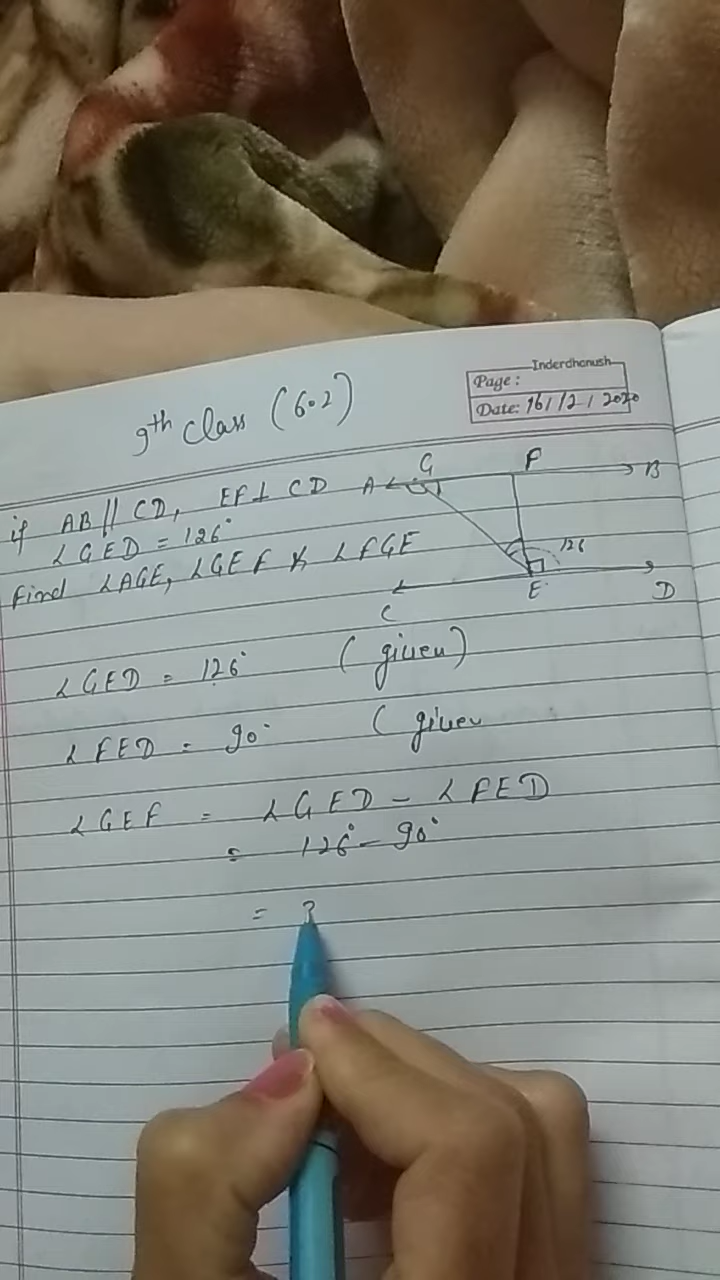 Inderdhanush
Page :
Date: 16/12/2020
9th Class (6.2)
if AB || CD, EF ⊥ CD
∠GED = 126°
Find ∠AGE, ∠GEF & ∠FGE
A G F B
126
C E D
∠GED = 126° (given)
∠FED = 90° (given
∠GEF = ∠GED - ∠FED
= 126° - 90°
= 3